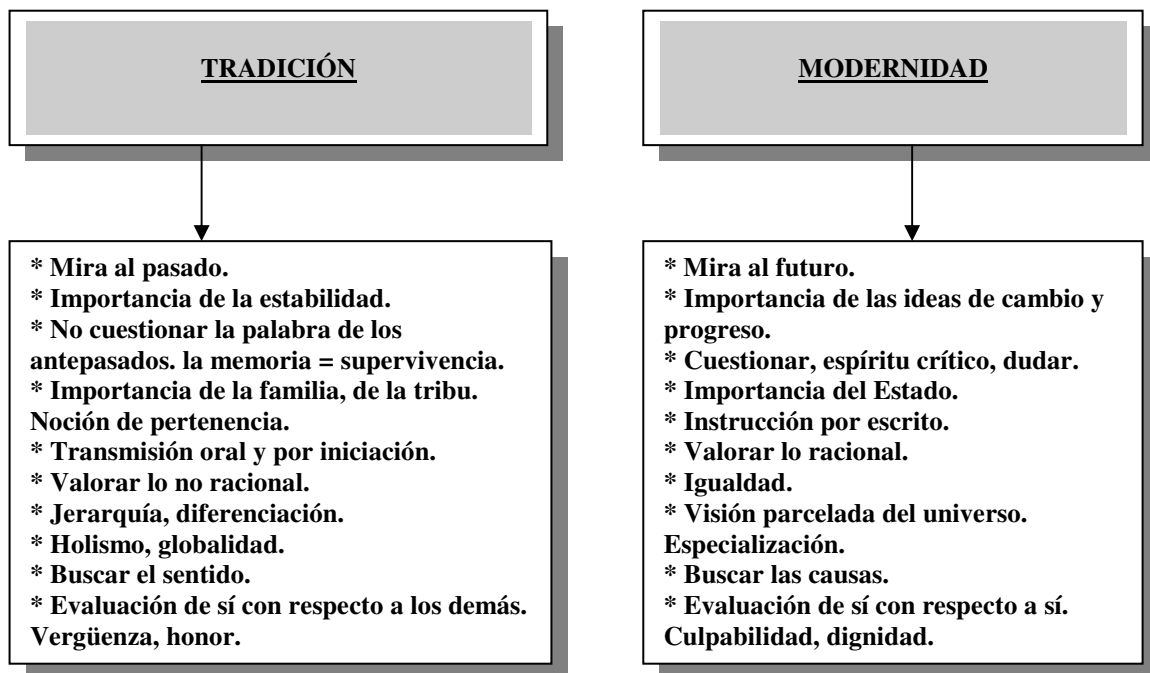 TRADICIÓN
* Mira al pasado.
* Importancia de la estabilidad.
* No cuestionar la palabra de los
antepasados. la memoria = supervivencia.
* Importancia de la familia, de la tribu.
Noción de pertenencia.
* Transmisión oral y por iniciación.
* Valorar lo no racional.
* Jerarquía, diferenciación.
* Holismo, globalidad.
* Buscar el sentido.
* Evaluación de sí con respecto a los demás.
Vergüenza, honor.
MODERNIDAD
* Mira al futuro.
* Importancia de las ideas de cambio y
progreso.
* Cuestionar, espíritu crítico, dudar.
* Importancia del Estado.
* Instrucción por escrito.
* Valorar lo racional.
* Igualdad.
* Visión parcelada del universo.
Especialización.
* Buscar las causas.
* Evaluación de sí con respecto a sí.
Culpabilidad, dignidad.